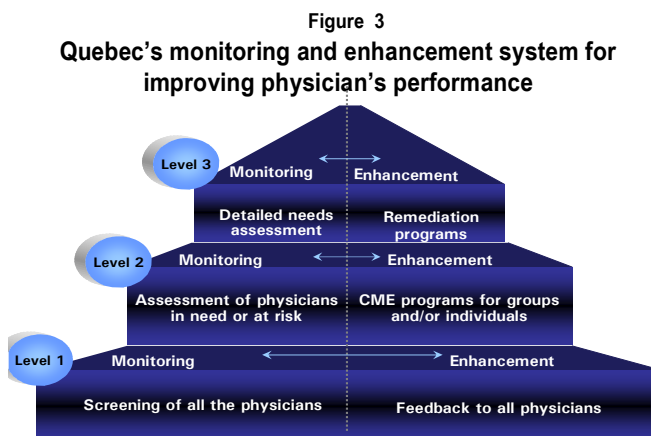 Figure 3
Quebec's monitoring and enhancement system for
improving physician's performance
Level 3
Monitoring
Enhancement
Detailed needs
assessment
Remediation
programs
Level 2
Monitoring
Enhancement
Assessment of physicians
in need or at risk
CME programs for groups
and/or individuals
Level 1
Monitoring
Enhancement
Screening of all the physicians
Feedback to all physicians